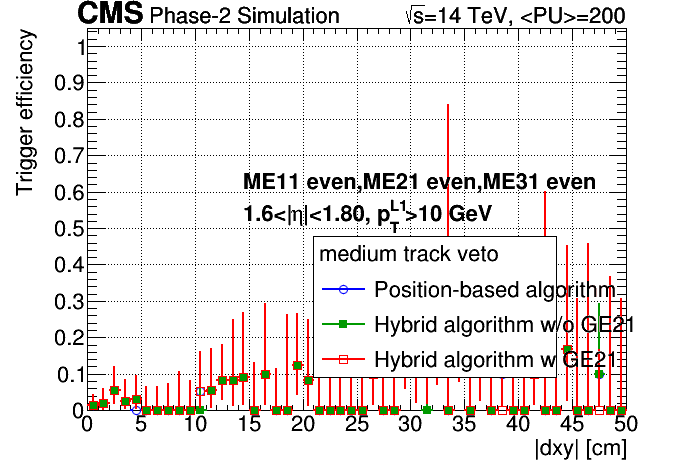 CMS Phase-2 Simulation √s=14 TeV, <PU>=200
Trigger efficiency
1
0.9
0.8
0.7
0.6
0.5
0.4
0.3
0.2
0.1
0
ME11 even,ME21 even,ME31 even
1.6<|η|<1.80, p_T^L1>10 GeV
medium track veto
Position-based algorithm
Hybrid algorithm w/o GE21
Hybrid algorithm w GE21
0 5 10 15 20 25 30 35 40 45 50
|dxy| [cm]